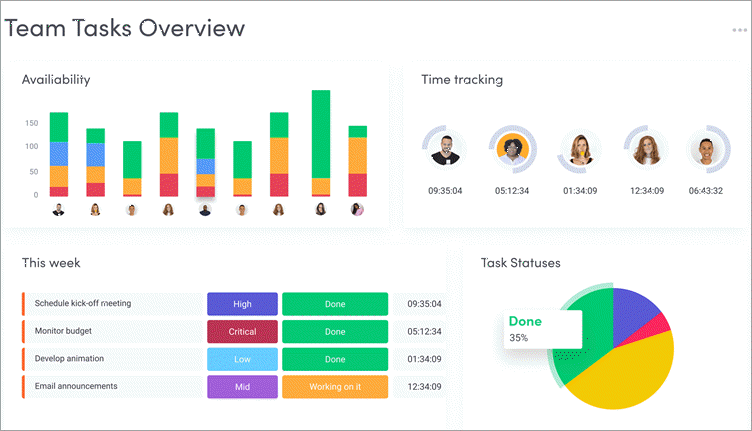 Team Tasks Overview
Availiability
150
100
50
0
Time tracking
09:35:04 05:12:34 01:34:09 12:34:09 06:43:32
This week
Schedule kick-off meeting High Done 09:35:04
Monitor budget Critical Done 05:12:34
Develop animation Low Done 01:34:09
Email announcements Mid Working on it 12:34:09
Task Statuses
Done
35%